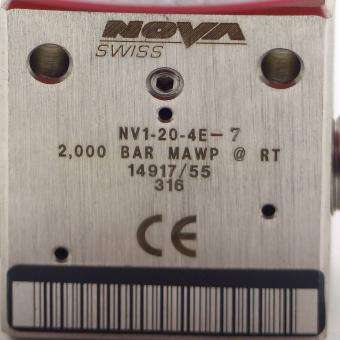 NOVA
SWISS
NV1-20-4E-7
2,000 BAR MAWP @ RT
14917/55
316
CE